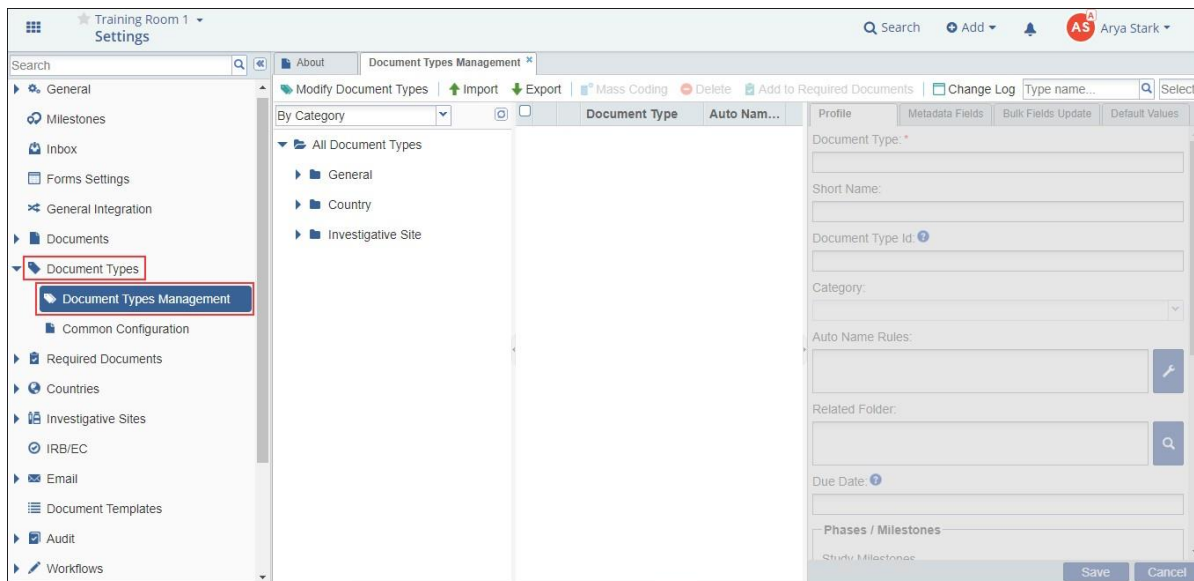 Training Room 1
Settings
Search
Add
A
AS
Arya Stark
Search
About
Document Types Management
General
Milestones
Inbox
Forms Settings
General Integration
Documents
Document Types
Document Types Management
Common Configuration
Required Documents
Countries
Investigative Sites
IRB/EC
Email
Document Templates
Audit
Workflows
Modify Document Types Import Export Mass Coding Delete Add to Required Documents Change Log Type name... Select
By Category
All Document Types
General
Country
Investigative Site
Document Type Auto Nam...
Profile Metadata Fields Bulk Fields Update Default Values
Document Type: *
Short Name:
Document Type Id:
Category:
Auto Name Rules:
Related Folder:
Due Date:
Phases / Milestones
Study Milestones
Save Cancel